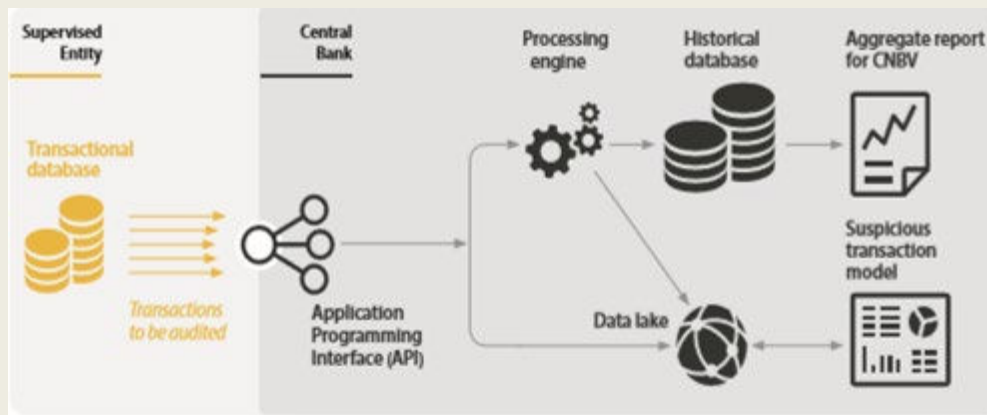 Supervised
Entity
Central
Bank
Processing
engine
Historical
database
Aggregate report
for CNBV
Transactional
database
Transactions
to be audited
Application
Programming
Interface (API)
Data lake
Suspicious
transaction
model